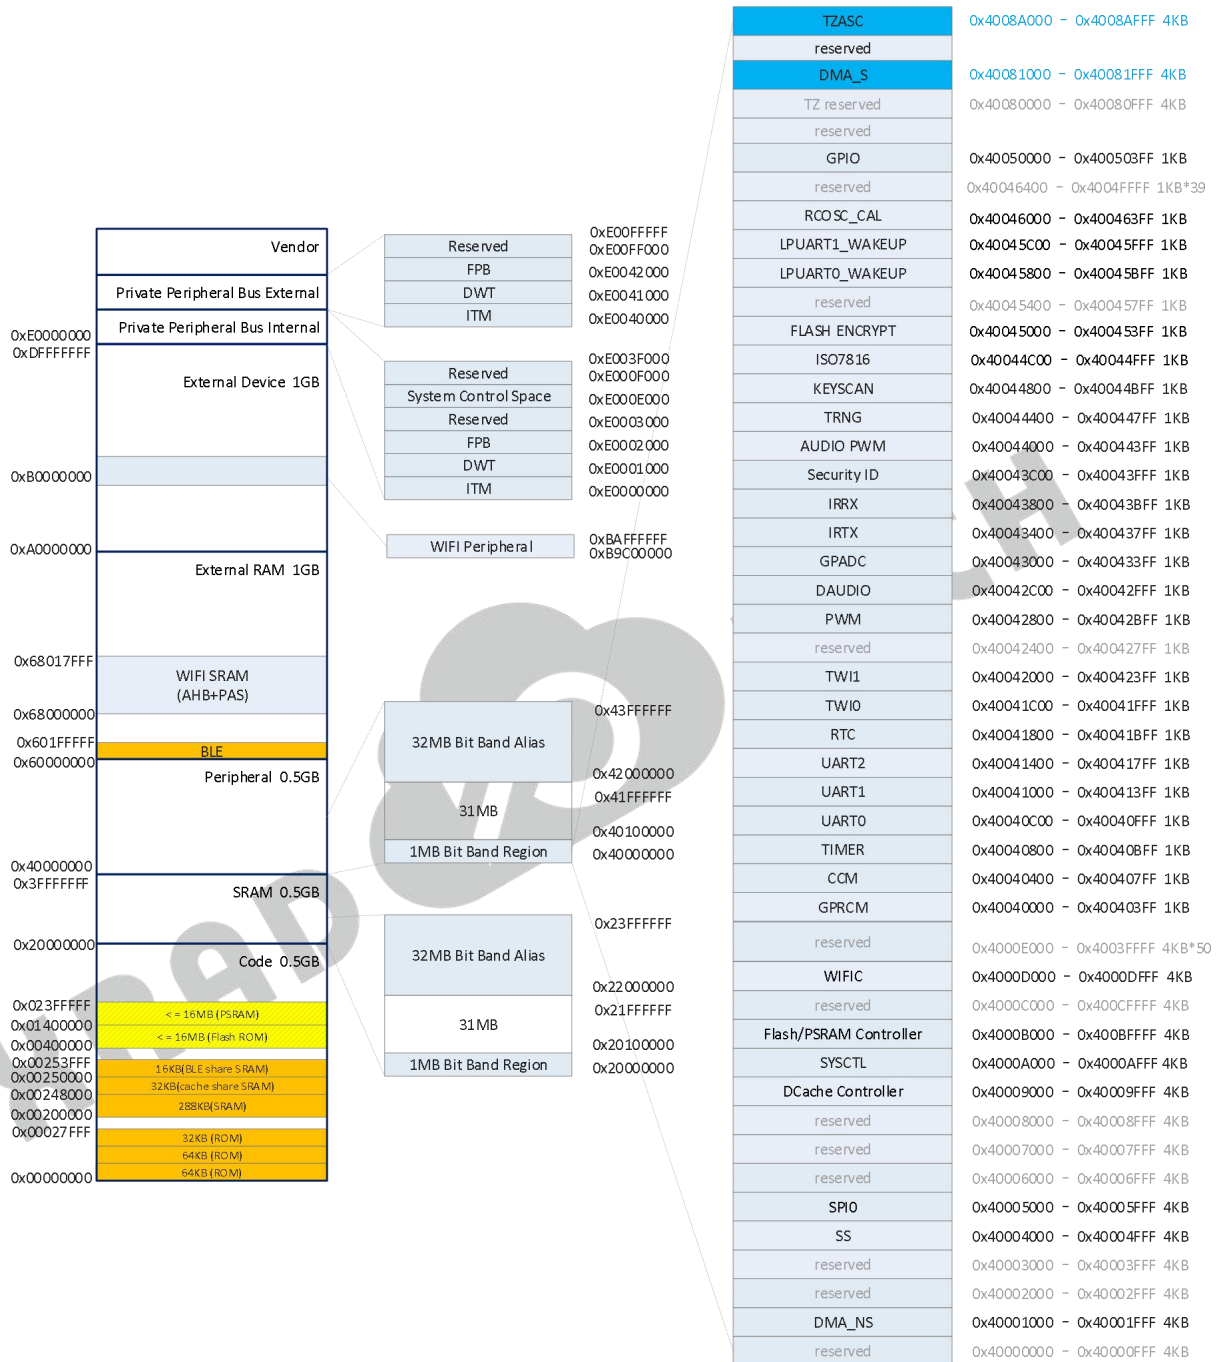 Vendor
Private Peripheral Bus External
Private Peripheral Bus Internal
0xE0000000
0xDFFFFFFF
External Device 1GB
0xB0000000
0xA0000000
External RAM 1GB
0x68017FFF
WIFI SRAM
(AHB+PAS)
0x68000000
0x601FFFFF
BLE
0x60000000
Peripheral 0.5GB
0x40000000
0x3FFFFFFF
SRAM 0.5GB
0x20000000
Code 0.5GB
0x023FFFFF
<= 16MB (PSRAM)
0x01400000
<= 16MB (Flash ROM)
0x00400000
0x00253FFF
16KB(BLE share SRAM)
0x00250000
32KB(cache share SRAM)
0x00248000
288KB(SRAM)
0x00200000
0x00027FFF
32KB (ROM)
64KB (ROM)
64KB (ROM)
0x00000000
0xE00FFFFF
Reserved 0xE00FF000
FPB 0xE0042000
DWT 0xE0041000
ITM 0xE0040000
0xE003F000
Reserved 0xE000F000
System Control Space 0xE000E000
Reserved 0xE0003000
FPB 0xE0002000
DWT 0xE0001000
ITM 0xE0000000
0xBAFFFFFF
WIFI Peripheral
0xB9C00000
0x43FFFFFF
32MB Bit Band Alias
0x42000000
0x41FFFFFF
31MB
0x40100000
1MB Bit Band Region 0x40000000
0x23FFFFFF
32MB Bit Band Alias
0x22000000
0x21FFFFFF
31MB
0x20100000
1MB Bit Band Region 0x20000000
TZASC 0x4008A000 - 0x4008AFFF 4KB
reserved
DMA_S 0x40081000 - 0x40081FFF 4KB
TZ reserved 0x40080000 - 0x40080FFF 4KB
reserved
GPIO 0x40050000 - 0x400503FF 1KB
reserved 0x40046400 - 0x4004FFFF 1KB*39
RCOSC_CAL 0x40046000 - 0x400463FF 1KB
LPUART1_WAKEUP 0x40045C00 - 0x40045FFF 1KB
LPUART0_WAKEUP 0x40045800 - 0x40045BFF 1KB
reserved 0x40045400 - 0x400457FF 1KB
FLASH ENCRYPT 0x40045000 - 0x400453FF 1KB
ISO7816 0x40044C00 - 0x40044FFF 1KB
KEYSCAN 0x40044800 - 0x40044BFF 1KB
TRNG 0x40044400 - 0x400447FF 1KB
AUDIO PWM 0x40044000 - 0x400443FF 1KB
Security ID 0x40043C00 - 0x40043FFF 1KB
IRRX 0x40043800 - 0x40043BFF 1KB
IRTX 0x40043400 - 0x400437FF 1KB
GPADC 0x40043000 - 0x400433FF 1KB
DAUDIO 0x40042C00 - 0x40042FFF 1KB
PWM 0x40042800 - 0x40042BFF 1KB
reserved 0x40042400 - 0x400427FF 1KB
TWI1 0x40042000 - 0x400423FF 1KB
TWI0 0x40041C00 - 0x40041FFF 1KB
RTC 0x40041800 - 0x40041BFF 1KB
UART2 0x40041400 - 0x400417FF 1KB
UART1 0x40041000 - 0x400413FF 1KB
UART0 0x40040C00 - 0x40040FFF 1KB
TIMER 0x40040800 - 0x40040BFF 1KB
CCM 0x40040400 - 0x400407FF 1KB
GPRCM 0x40040000 - 0x400403FF 1KB
reserved 0x4000E000 - 0x4003FFFF 4KB*50
WIFIC 0x4000D000 - 0x4000DFFF 4KB
reserved 0x4000C000 - 0x400CFFFF 4KB
Flash/PSRAM Controller 0x4000B000 - 0x400BFFFF 4KB
SYSCTL 0x4000A000 - 0x4000AFFF 4KB
DCache Controller 0x40009000 - 0x40009FFF 4KB
reserved 0x40008000 - 0x40008FFF 4KB
reserved 0x40007000 - 0x40007FFF 4KB
reserved 0x40006000 - 0x40006FFF 4KB
SPI0 0x40005000 - 0x40005FFF 4KB
SS 0x40004000 - 0x40004FFF 4KB
reserved 0x40003000 - 0x40003FFF 4KB
reserved 0x40002000 - 0x40002FFF 4KB
DMA_NS 0x40001000 - 0x40001FFF 4KB
reserved 0x40000000 - 0x40000FFF 4KB